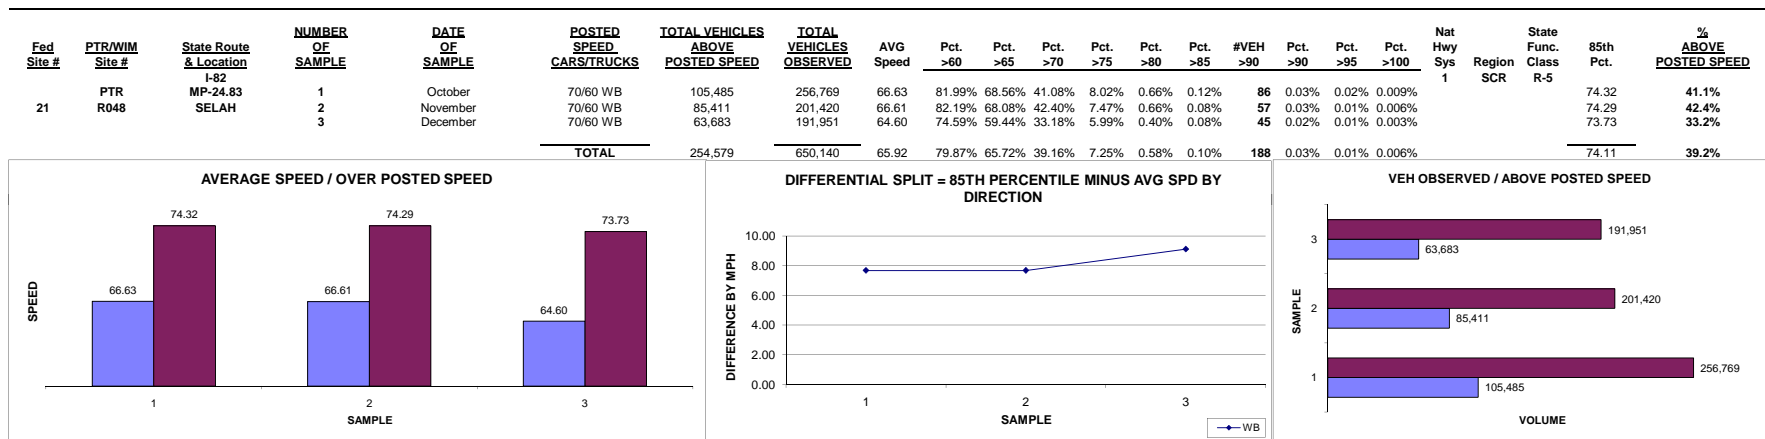 NUMBER DATE POSTED TOTAL VEHICLES TOTAL Nat State %
Fed PTR/WIM State Route OF OF SPEED ABOVE VEHICLES AVG Pct. Pct. Pct. Pct. Pct. Pct. #VEH Pct. Pct. Pct. Hwy Func. 85th ABOVE
Site # Site # & Location SAMPLE SAMPLE CARS/TRUCKS POSTED SPEED OBSERVED Speed >60 >65 >70 >75 >80 >85 >90 >90 >95 >100 Sys Region Class Pct. POSTED SPEED
I-82 1 SCR R-5
PTR MP-24.83 1 October 70/60 WB 105,485 256,769 66.63 81.99% 68.56% 41.08% 8.02% 0.66% 0.12% 86 0.03% 0.02% 0.009% 74.32 41.1%
21 R048 SELAH 2 November 70/60 WB 85,411 201,420 66.61 82.19% 68.08% 42.40% 7.47% 0.66% 0.08% 57 0.03% 0.01% 0.006% 74.29 42.4%
3 December 70/60 WB 63,683 191,951 64.60 74.59% 59.44% 33.18% 5.99% 0.40% 0.08% 45 0.02% 0.01% 0.003% 73.73 33.2%
TOTAL 254,579 650,140 65.92 79.87% 65.72% 39.16% 7.25% 0.58% 0.10% 188 0.03% 0.01% 0.006% 74.11 39.2%
AVERAGE SPEED / OVER POSTED SPEED
74.32
74.29
73.73
66.63
66.61
64.60
SPEED
1 2 3
SAMPLE
DIFFERENTIAL SPLIT = 85TH PERCENTILE MINUS AVG SPD BY
DIRECTION
DIFFERENCE BY MPH
10.00
8.00
6.00
4.00
2.00
0.00
1 2 3
SAMPLE
WB
VEH OBSERVED / ABOVE POSTED SPEED
SAMPLE
3
191,951
63,683
2
201,420
85,411
1
256,769
105,485
VOLUME